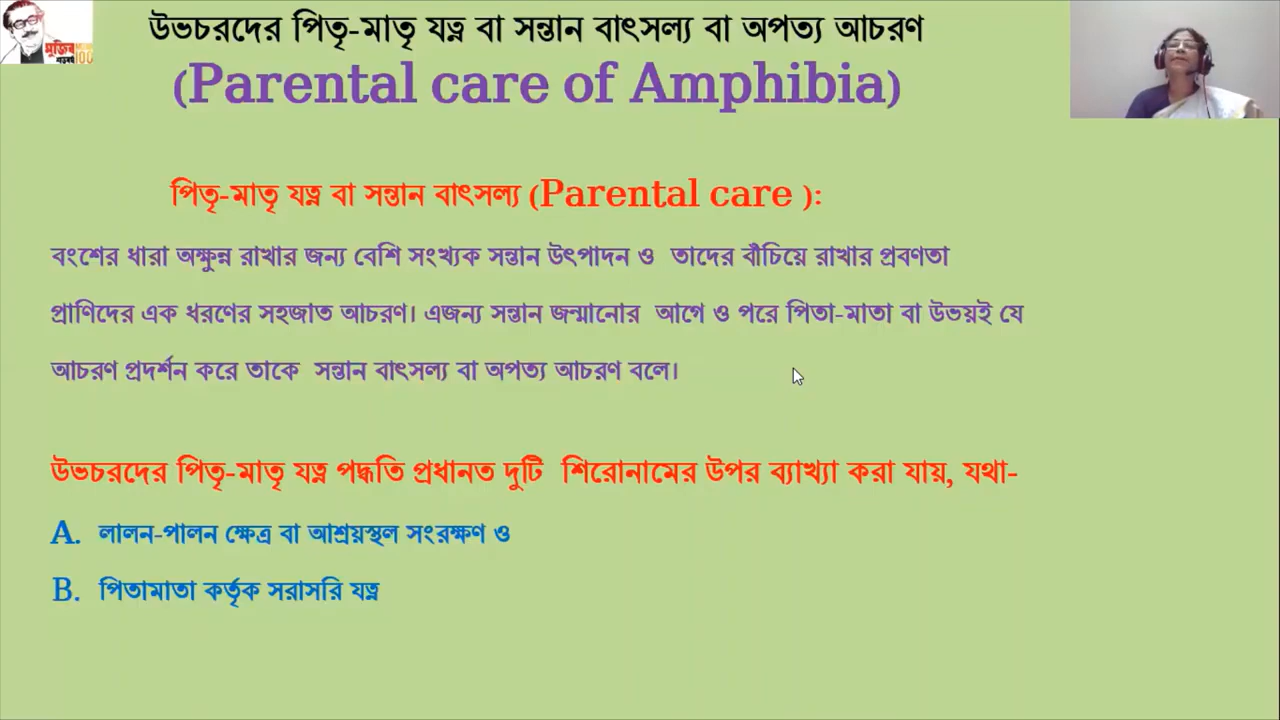 উভচরদের পিতৃ-মাতৃ যত্ন বা সন্তান বাৎসল্য বা অপত্য আচরণ
(Parental care of Amphibia)
পিতৃ-মাতৃ যত্ন বা সন্তান বাৎসল্য (Parental care ):
বংশের ধারা অক্ষুন্ন রাখার জন্য বেশি সংখ্যক সন্তান উৎপাদন ও তাদের বাঁচিয়ে রাখার প্রবণতা
প্রাণিদের এক ধরণের সহজাত আচরণ। এজন্য সন্তান জন্মানোর আগে ও পরে পিতা-মাতা বা উভয়ই যে
আচরণ প্রদর্শন করে তাকে সন্তান বাৎসল্য বা অপত্য আচরণ বলে।
উভচরদের পিতৃ-মাতৃ যত্ন পদ্ধতি প্রধানত দুটি শিরোনামের উপর ব্যাখ্যা করা যায়, যথা-
A. লালন-পালন ক্ষেত্র বা আশ্রয়স্থল সংরক্ষণ ও
B. পিতামাতা কর্তৃক সরাসরি যত্ন